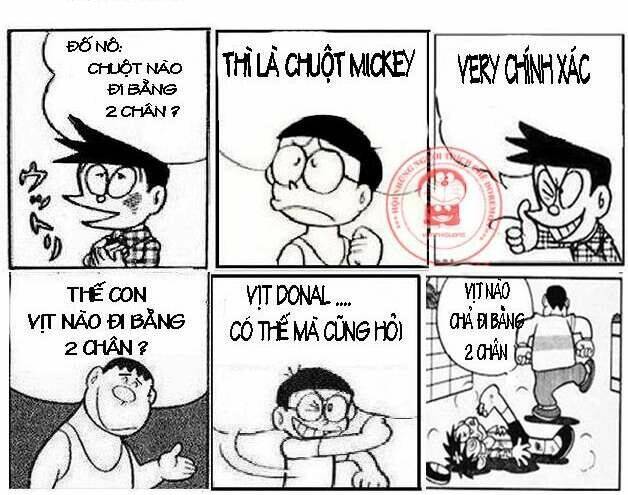 ĐỐ NÔ:
CHUỘT NÀO
ĐI BẰNG
2 CHÂN ?
THÌ LÀ CHUỘT MICKEY
VERY CHÍNH XÁC
THẾ CON
VỊT NÀO ĐI BẰNG
2 CHÂN ?
VỊT DONAL ....
CÓ THẾ MÀ CŨNG HỎI
VỊT NÀO
CHẢ ĐI BẰNG
2 CHÂN